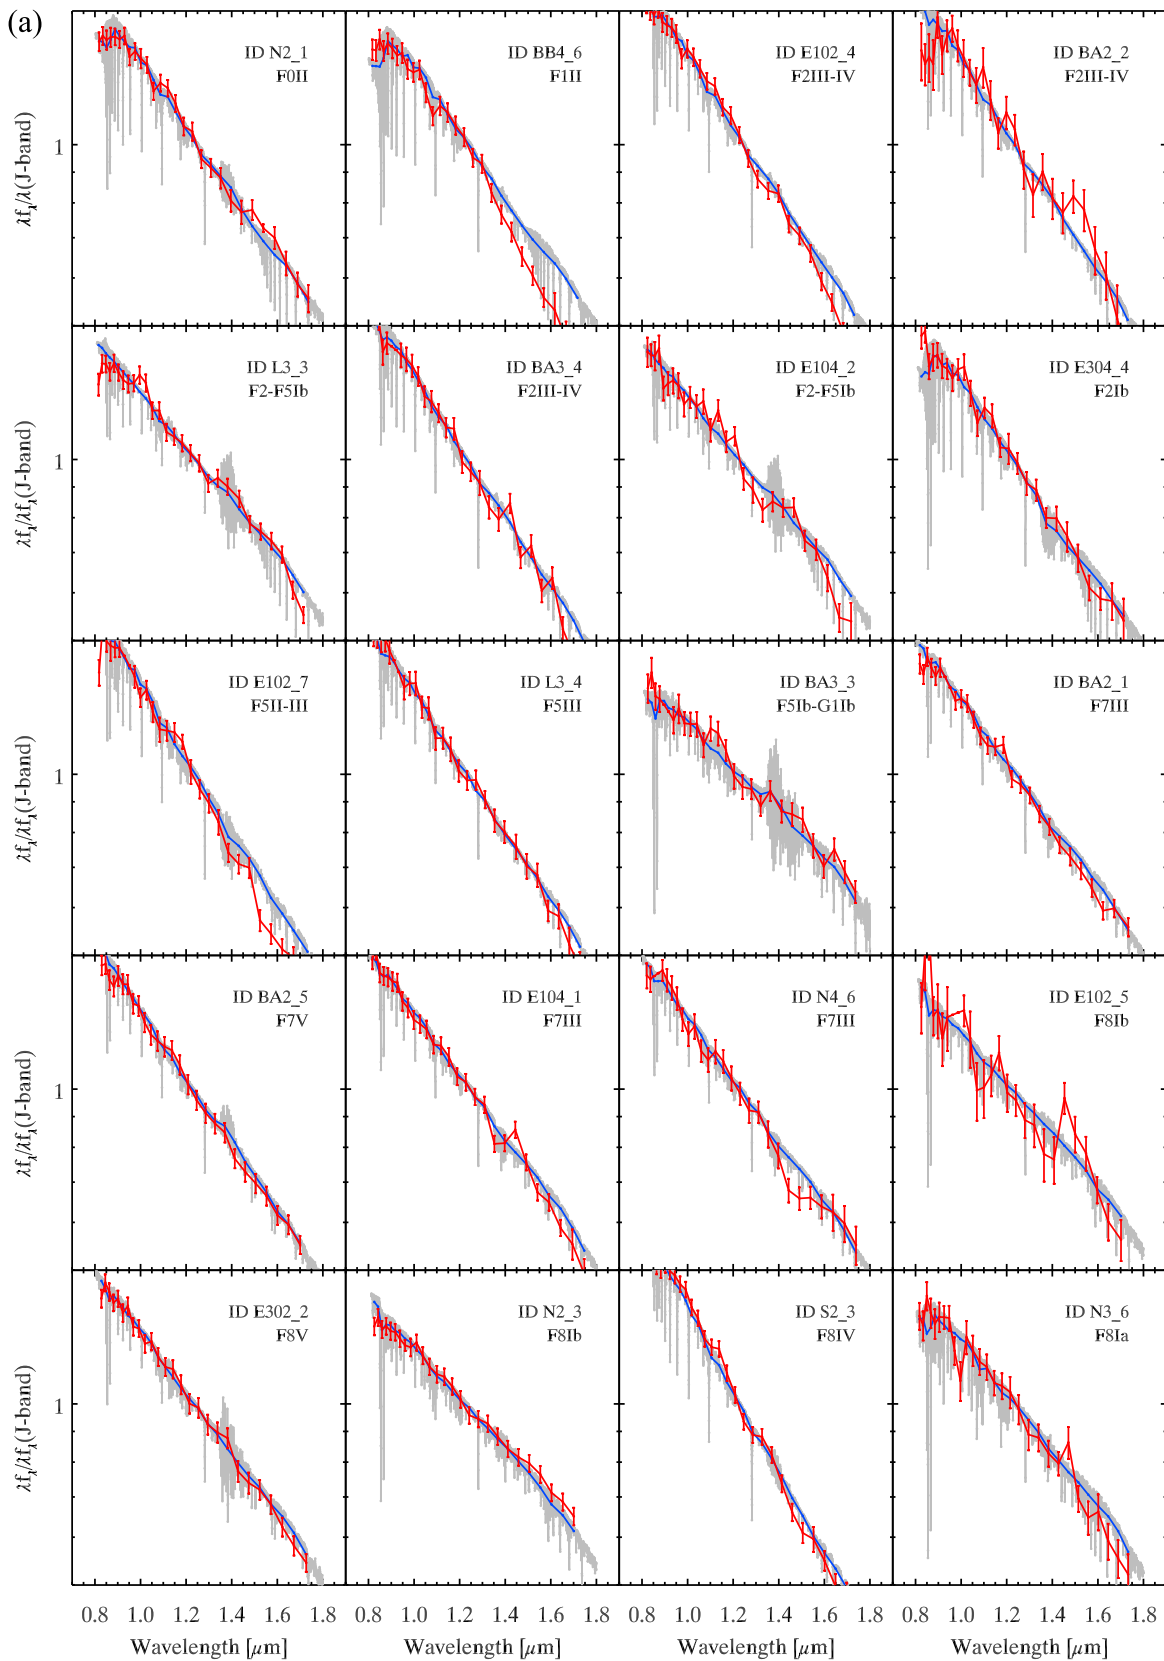 (a)
ID N2_1
F0II
ID BB4_6
F1II
ID E102_4
F2III-IV
ID BA2_2
F2III-IV
λf_λ/λ(J-band)
1
ID L3_3
F2-F5Ib
ID BA3_4
F2III-IV
ID E104_2
F2-F5Ib
ID E304_4
F2Ib
λf_λ/λf_λ(J-band)
1
ID E102_7
F5II-III
ID L3_4
F5III
ID BA3_3
F5Ib-G1Ib
ID BA2_1
F7III
λf_λ/λf_λ(J-band)
1
ID BA2_5
F7V
ID E104_1
F7III
ID N4_6
F7III
ID E102_5
F8Ib
λf_λ/λf_λ(J-band)
1
ID E302_2
F8V
ID N2_3
F8Ib
ID S2_3
F8IV
ID N3_6
F8Ia
λf_λ/λf_λ(J-band)
1
0.8 1.0 1.2 1.4 1.6 1.8 0.8 1.0 1.2 1.4 1.6 1.8 0.8 1.0 1.2 1.4 1.6 1.8 0.8 1.0 1.2 1.4 1.6 1.8
Wavelength [μm] Wavelength [μm] Wavelength [μm] Wavelength [μm]